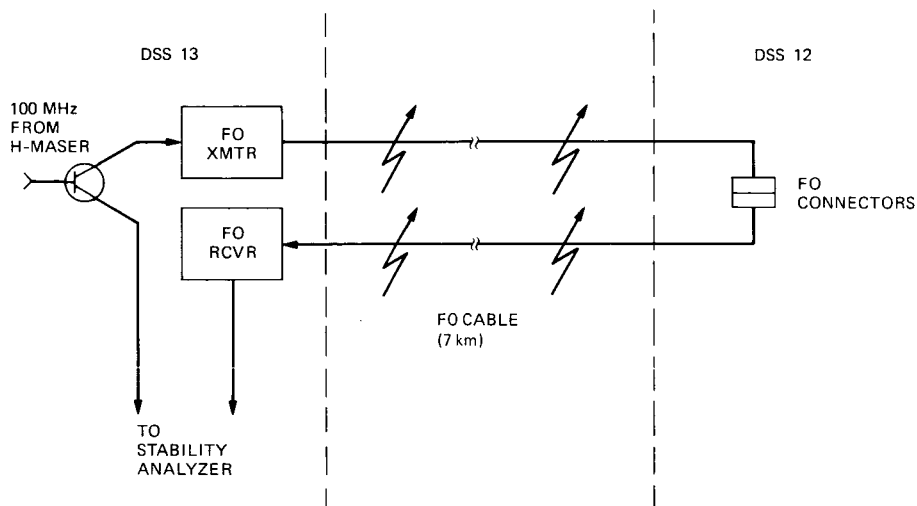 DSS 13
DSS 12
100 MHz
FROM
H-MASER
FO
XMTR
FO
RCVR
FO
CONNECTORS
FO CABLE
(7 km)
TO
STABILITY
ANALYZER